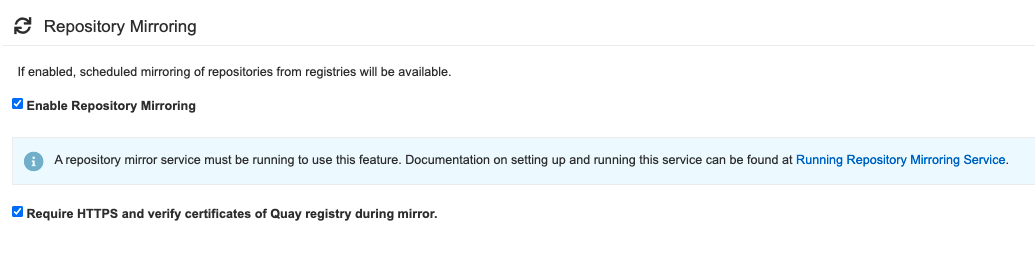 Repository Mirroring
If enabled, scheduled mirroring of repositories from registries will be available.
Enable Repository Mirroring
A repository mirror service must be running to use this feature. Documentation on setting up and running this service can be found at Running Repository Mirroring Service.
Require HTTPS and verify certificates of Quay registry during mirror.